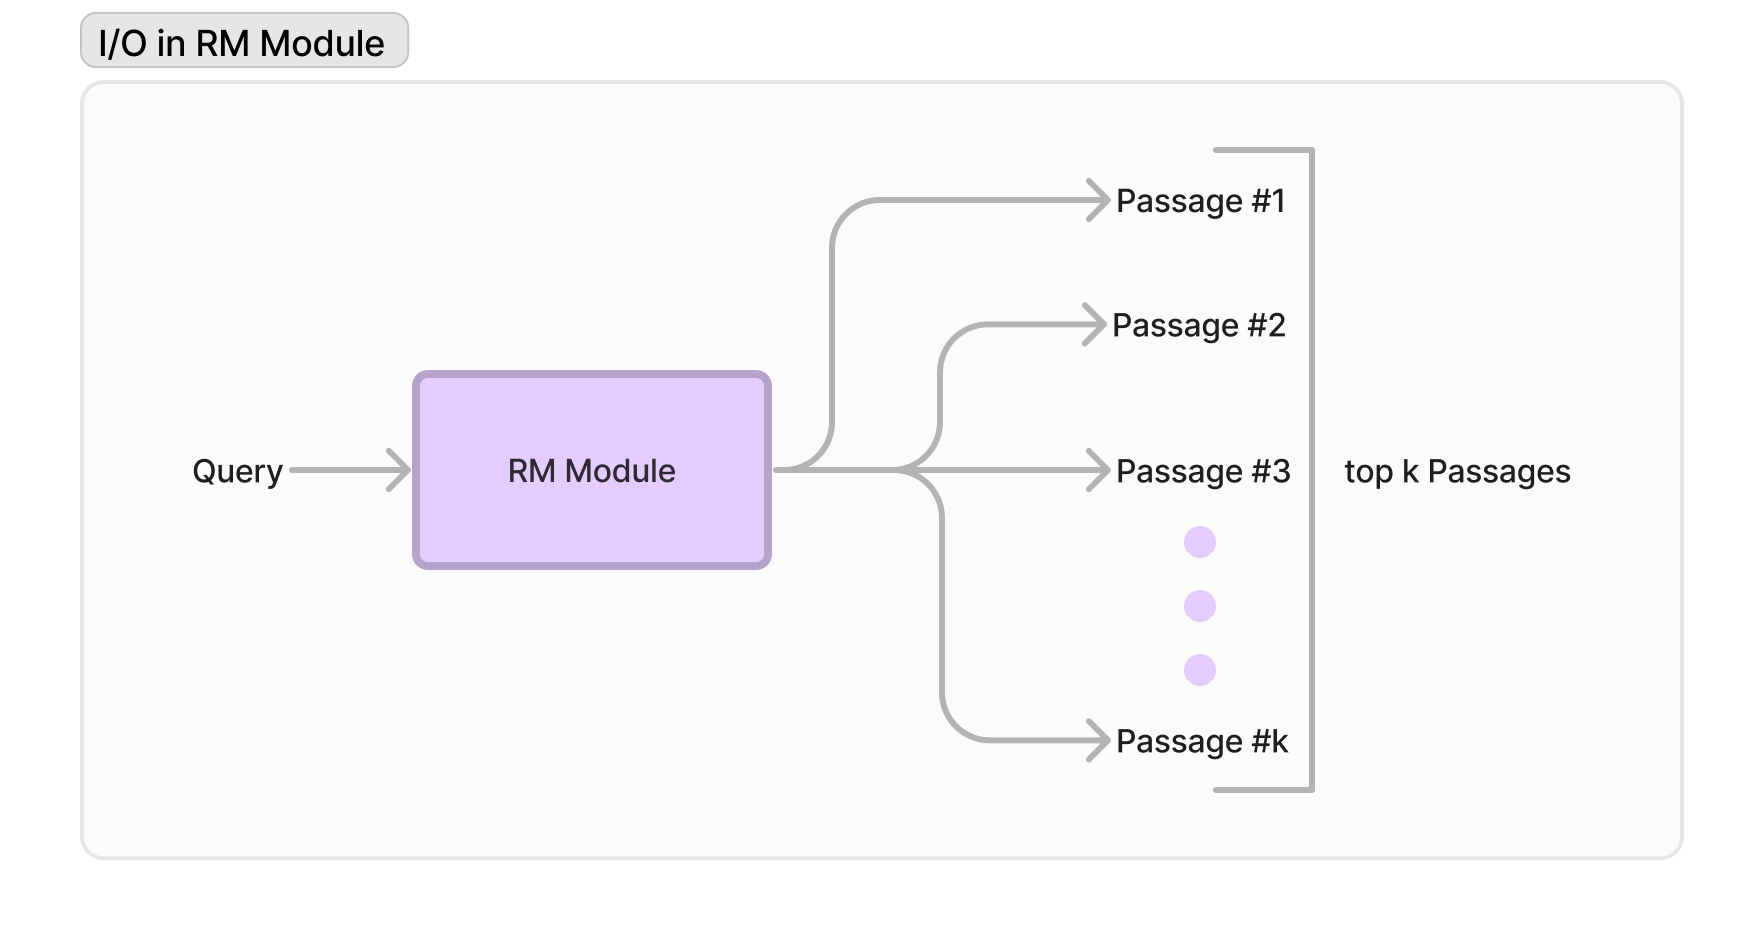 I/O in RM Module
Passage #1
Passage #2
Query
RM Module
Passage #3
top k Passages
Passage #k